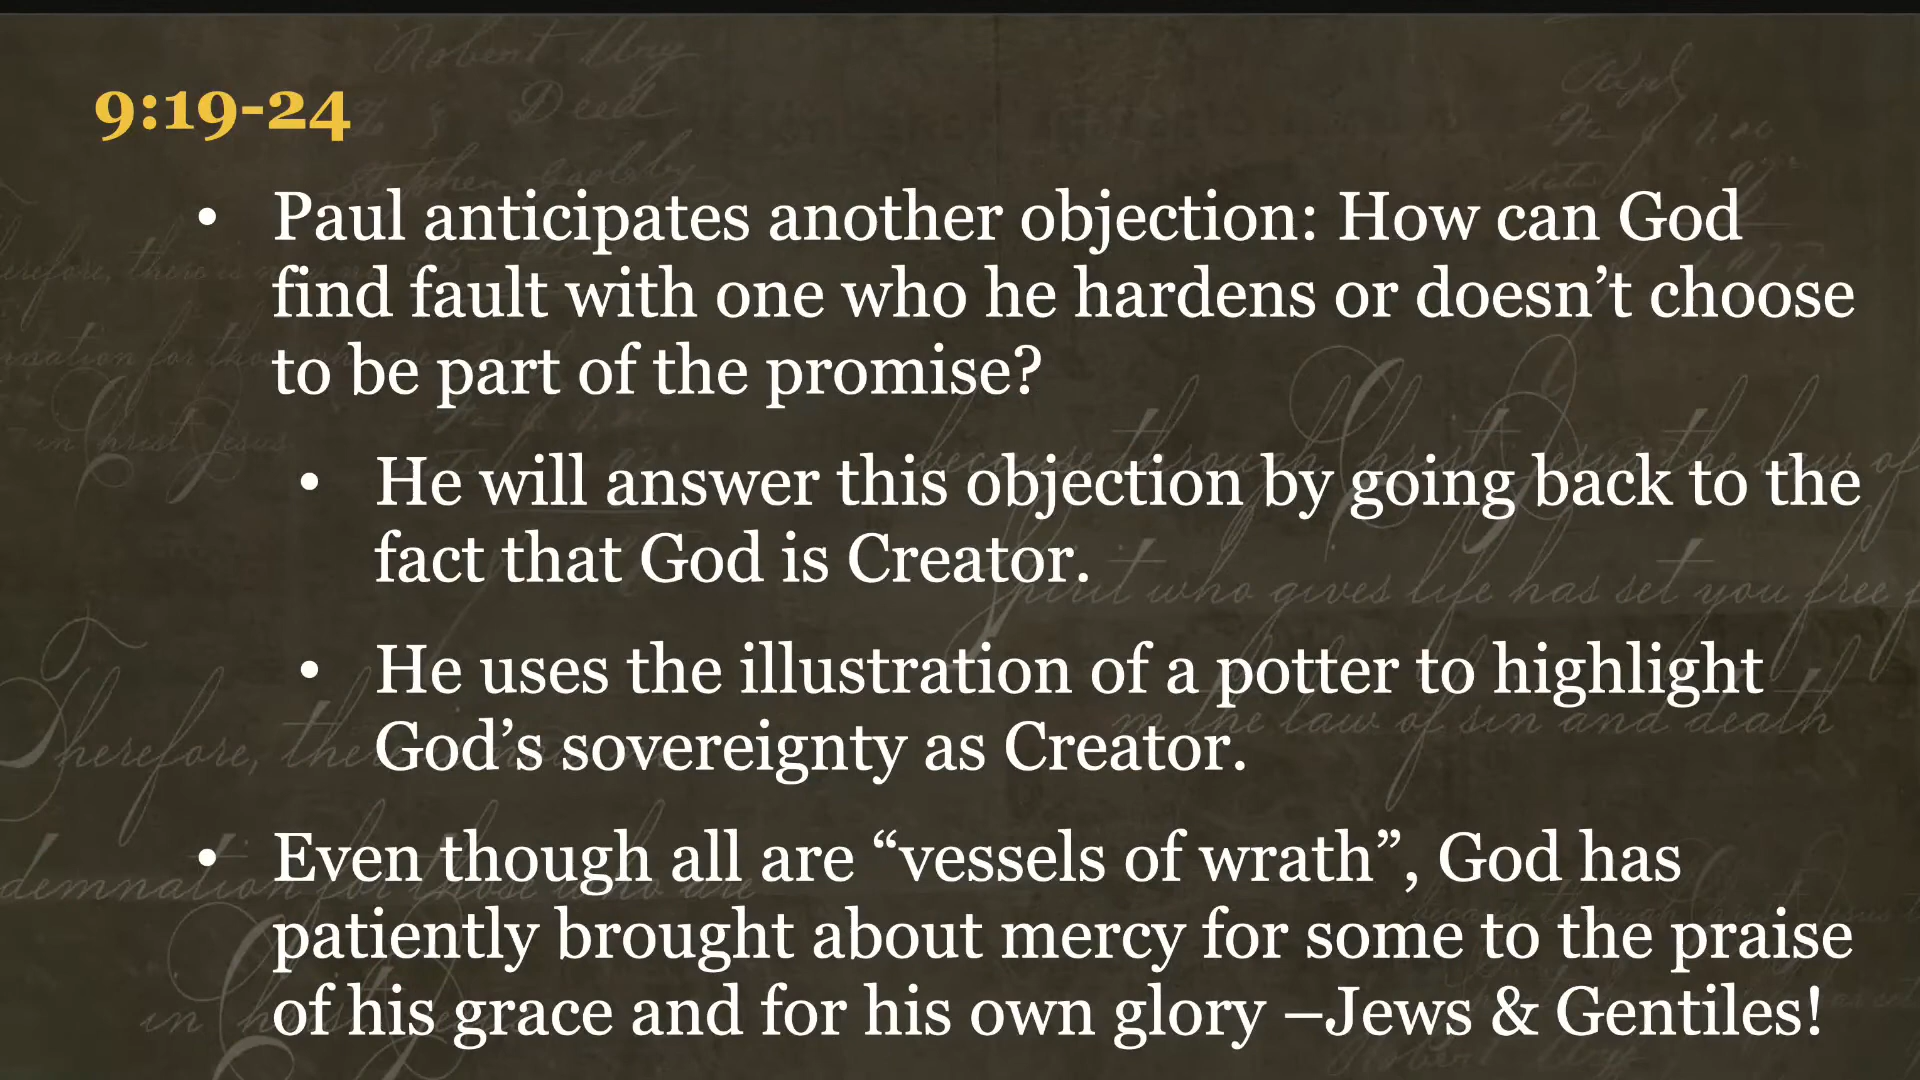 9:19-24
• Paul anticipates another objection: How can God
find fault with one who he hardens or doesn’t choose
to be part of the promise?
• He will answer this objection by going back to the
fact that God is Creator.
• He uses the illustration of a potter to highlight
God’s sovereignty as Creator.
• Even though all are “vessels of wrath”, God has
patiently brought about mercy for some to the praise
of his grace and for his own glory –Jews & Gentiles!